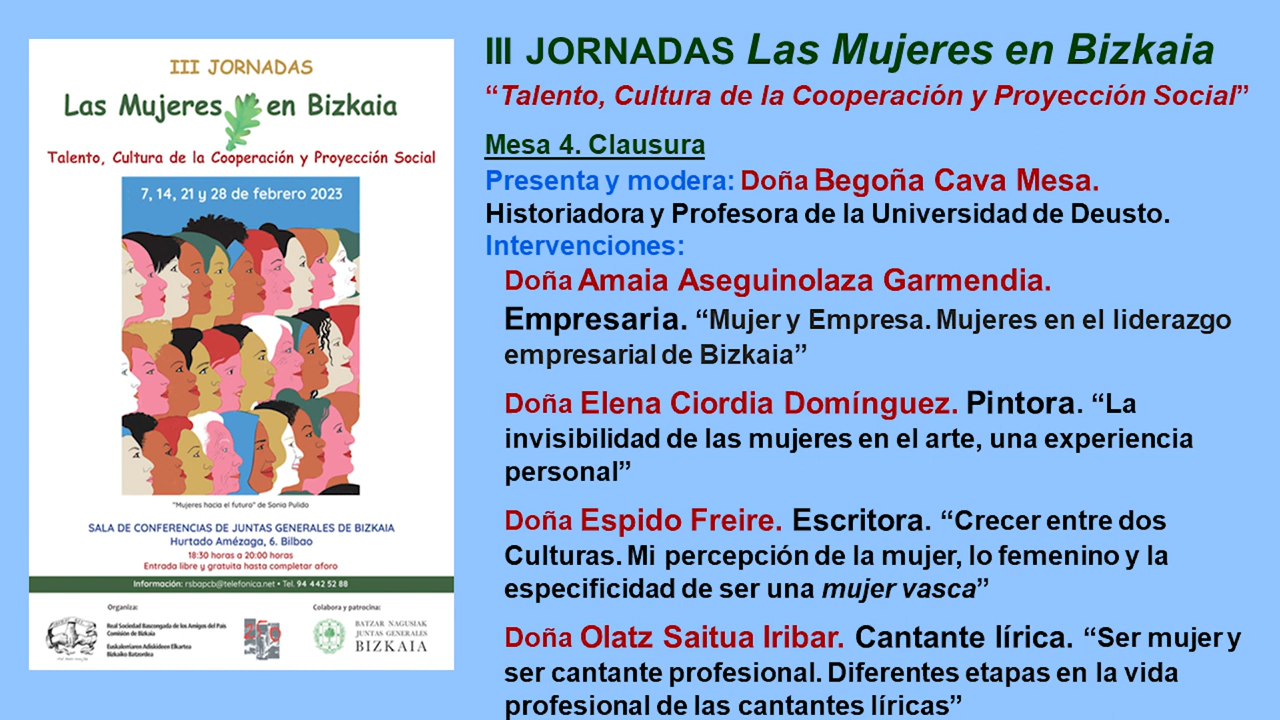 III JORNADAS
Las Mujeres en Bizkaia
Talento, Cultura de la Cooperación y Proyección Social
7, 14, 21 y 28 de febrero 2023
"Mujeres hacia el futuro" de Sonia Pulido
SALA DE CONFERENCIAS DE JUNTAS GENERALES DE BIZKAIA
Hurtado Amézaga, 6. Bilbao
18:30 horas a 20:00 horas
Entrada libre y gratuita hasta completar aforo
Información: rsbapcb@telefonica.net • Tel. 94 442 52 88
Organiza:
Real Sociedad Bascongada de los Amigos del País
Comisión de Bizkaia
Euskalerriaren Adiskideen Elkartea
Bizkaiko Batzordea
Colabora y patrocina:
BATZAR NAGUSIAK
JUNTAS GENERALES
BIZKAIA
III JORNADAS Las Mujeres en Bizkaia
“Talento, Cultura de la Cooperación y Proyección Social”
Mesa 4. Clausura
Presenta y modera: Doña Begoña Cava Mesa.
Historiadora y Profesora de la Universidad de Deusto.
Intervenciones:
Doña Amaia Aseguinolaza Garmendia.
Empresaria. “Mujer y Empresa. Mujeres en el liderazgo
empresarial de Bizkaia”
Doña Elena Ciordia Domínguez. Pintora. “La
invisibilidad de las mujeres en el arte, una experiencia
personal”
Doña Espido Freire. Escritora. “Crecer entre dos
Culturas. Mi percepción de la mujer, lo femenino y la
especificidad de ser una mujer vasca”
Doña Olatz Saitua Iribar. Cantante lírica. “Ser mujer y
ser cantante profesional. Diferentes etapas en la vida
profesional de las cantantes líricas”